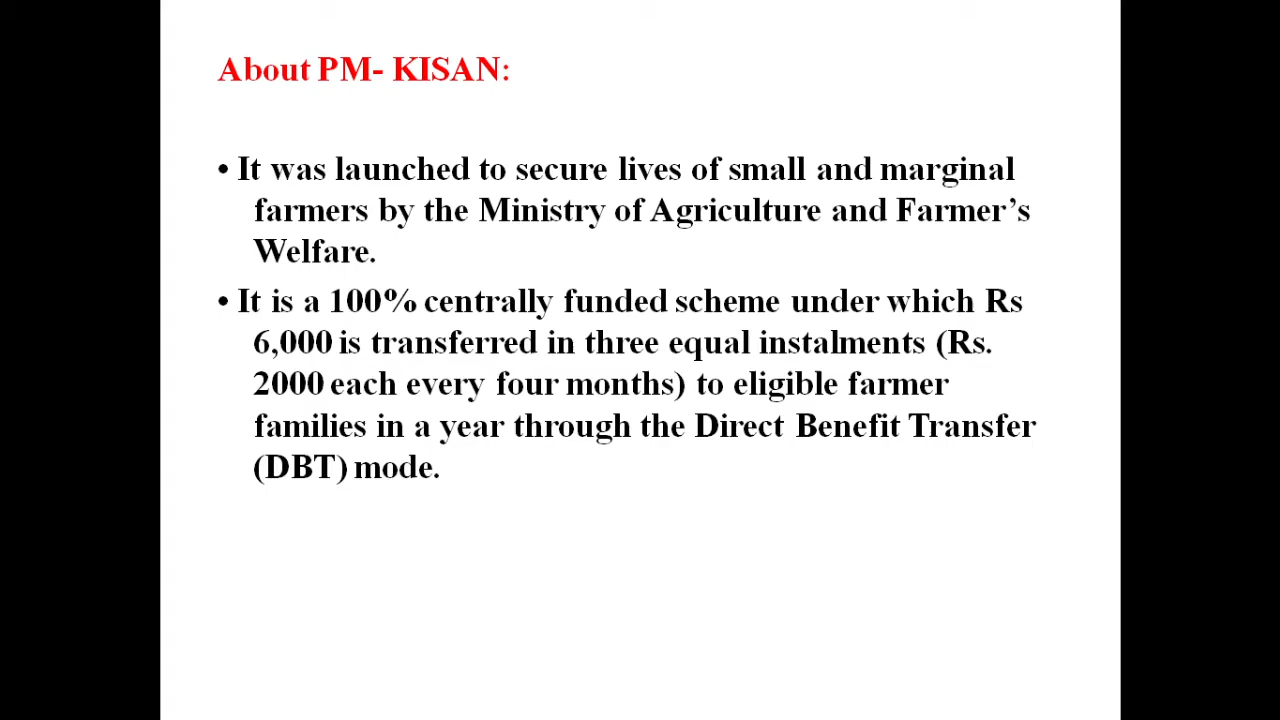 About PM- KISAN:
• It was launched to secure lives of small and marginal
farmers by the Ministry of Agriculture and Farmer’s
Welfare.
• It is a 100% centrally funded scheme under which Rs
6,000 is transferred in three equal instalments (Rs.
2000 each every four months) to eligible farmer
families in a year through the Direct Benefit Transfer
(DBT) mode.